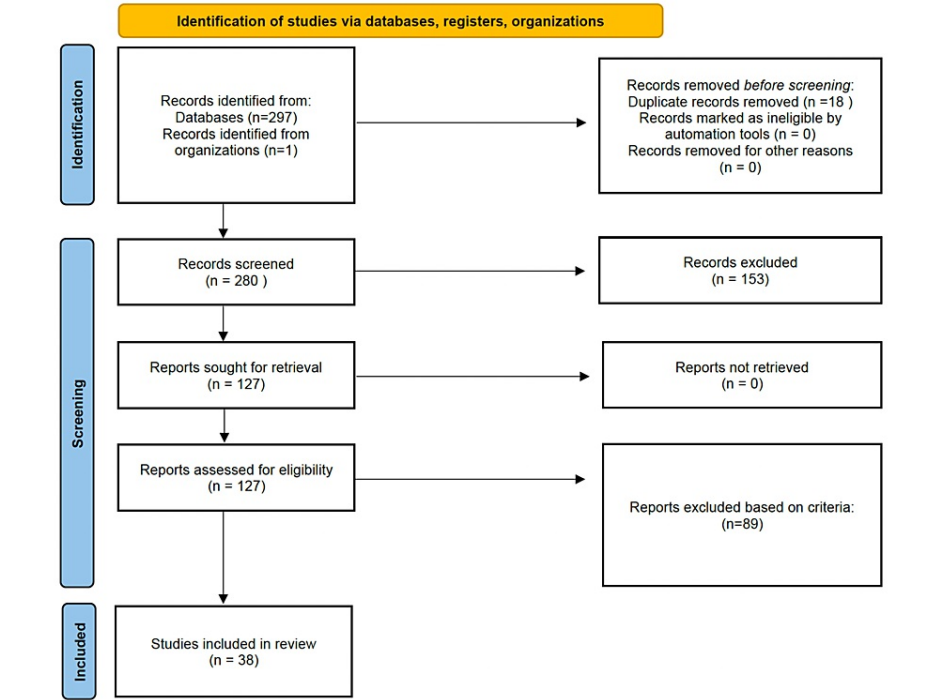 Identification of studies via databases, registers, organizations
Identification
Records identified from:
Databases (n=297)
Records identified from
organizations (n=1)
Records removed before screening:
Duplicate records removed (n =18 )
Records marked as ineligible by
automation tools (n = 0)
Records removed for other reasons
(n = 0)
Screening
Records screened
(n = 280 )
Records excluded
(n = 153)
Reports sought for retrieval
(n = 127)
Reports not retrieved
(n = 0)
Reports assessed for eligibility
(n = 127)
Reports excluded based on criteria:
(n=89)
Included
Studies included in review
(n = 38)